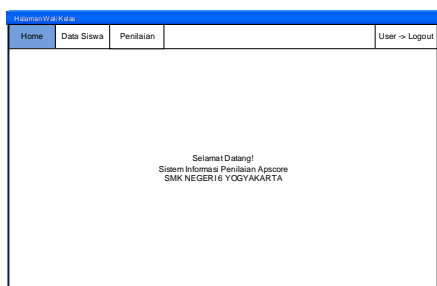 Halaman Wali Kelas
Home Data Siswa Penilaian User -> Logout
Selamat Datang!
Sistem Informasi Penilaian Apscore
SMK NEGERI 6 YOGYAKARTA